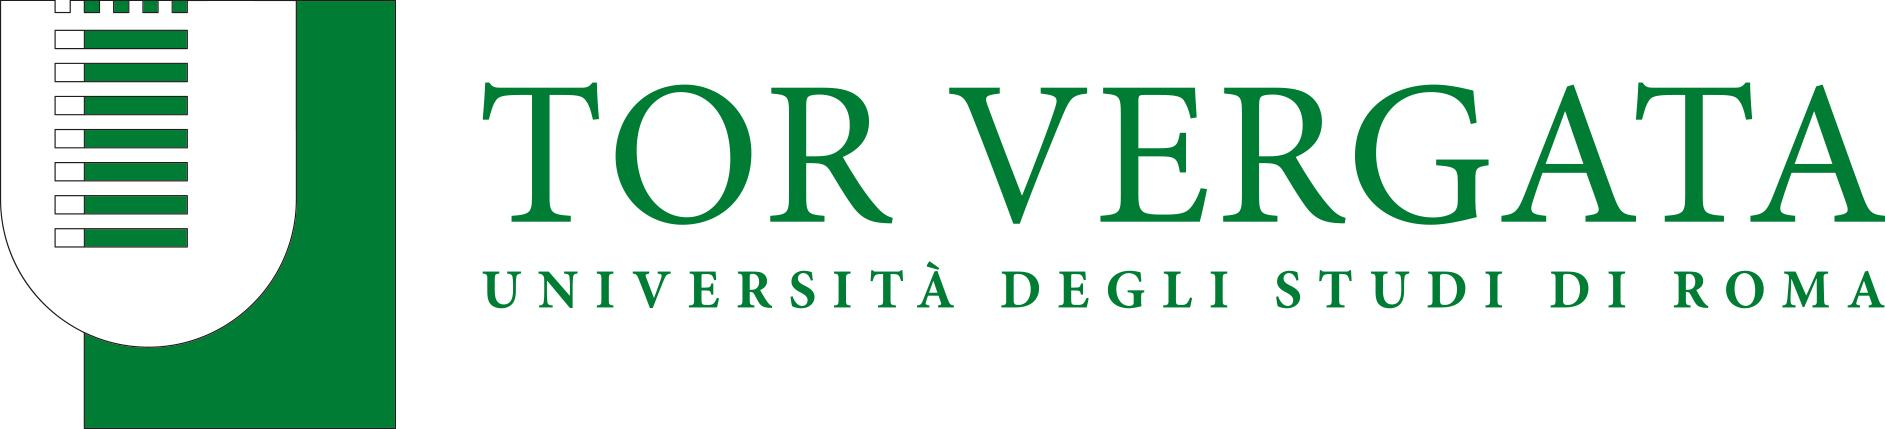 TOR VERGATA
UNIVERSITÀ DEGLI STUDI DI ROMA